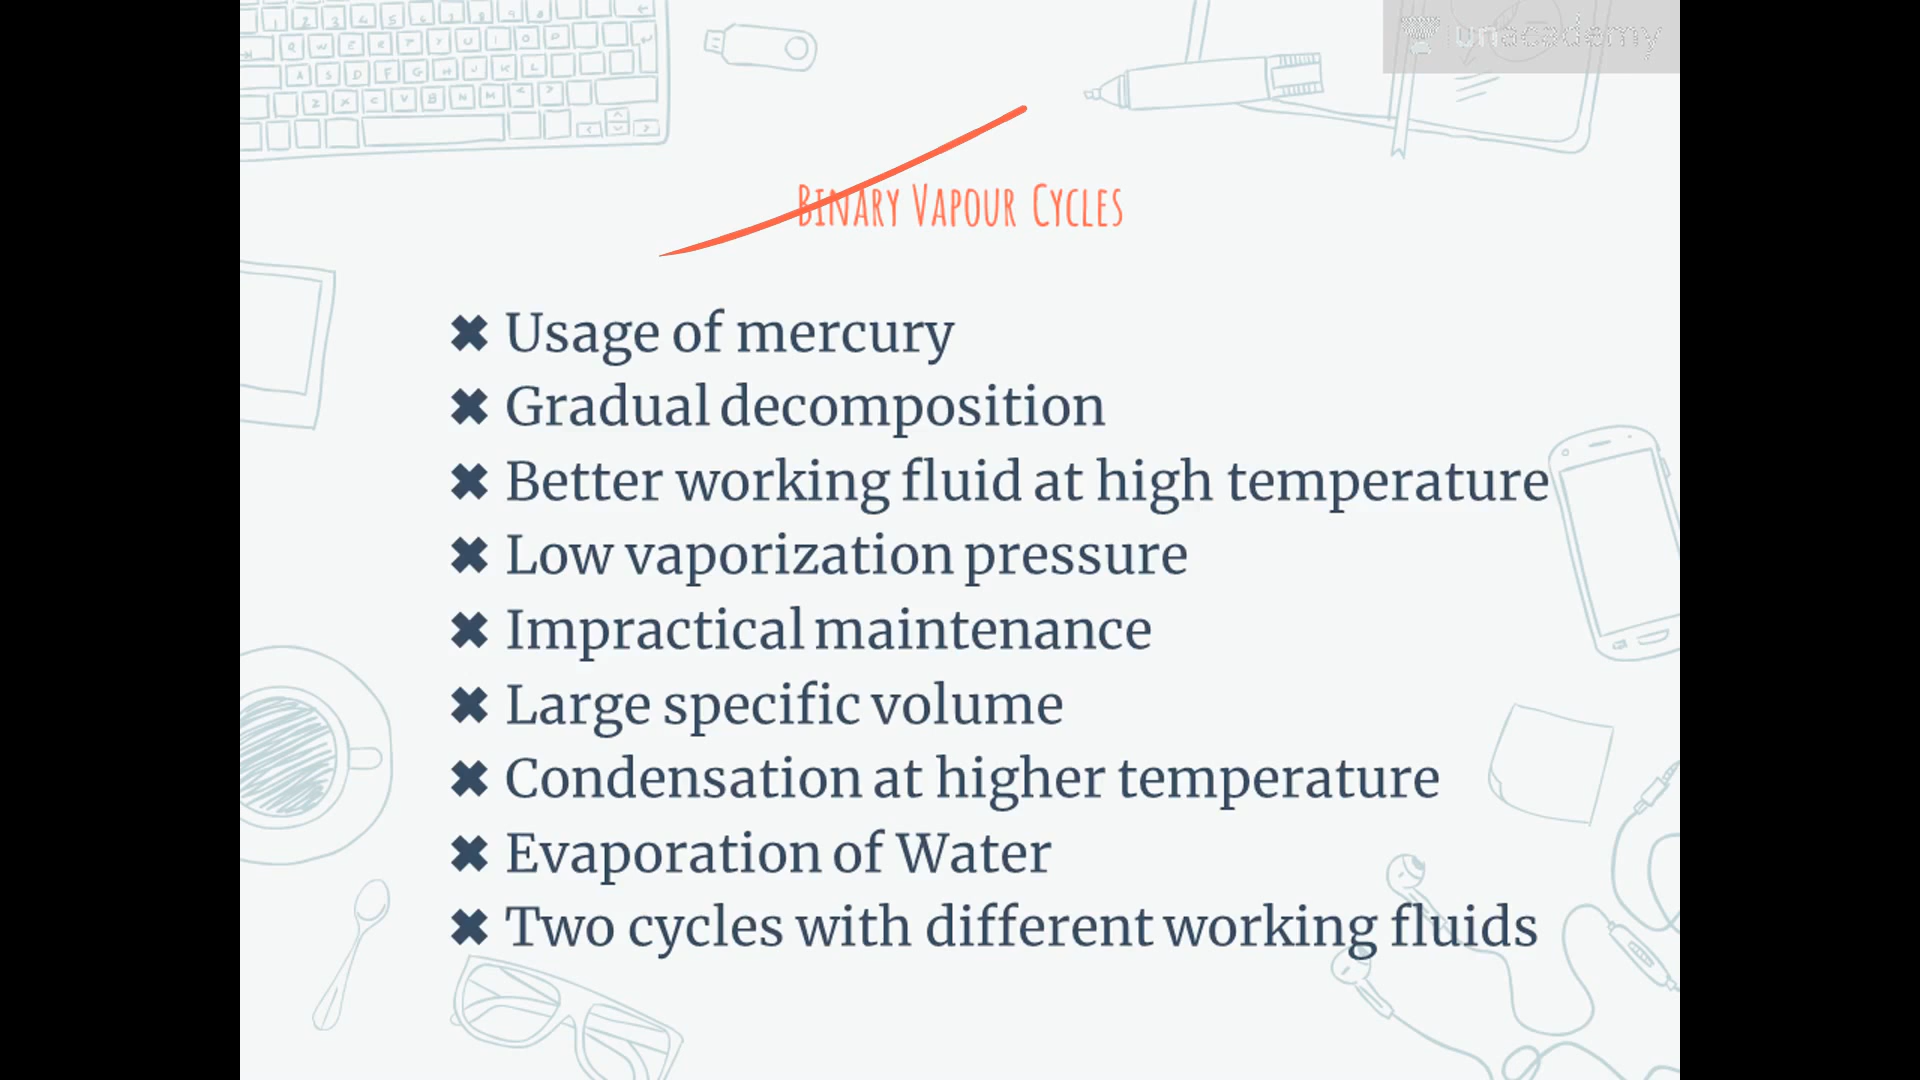 unacademy
Binary Vapour Cycles
✖ Usage of mercury
✖ Gradual decomposition
✖ Better working fluid at high temperature
✖ Low vaporization pressure
✖ Impractical maintenance
✖ Large specific volume
✖ Condensation at higher temperature
✖ Evaporation of Water
✖ Two cycles with different working fluids